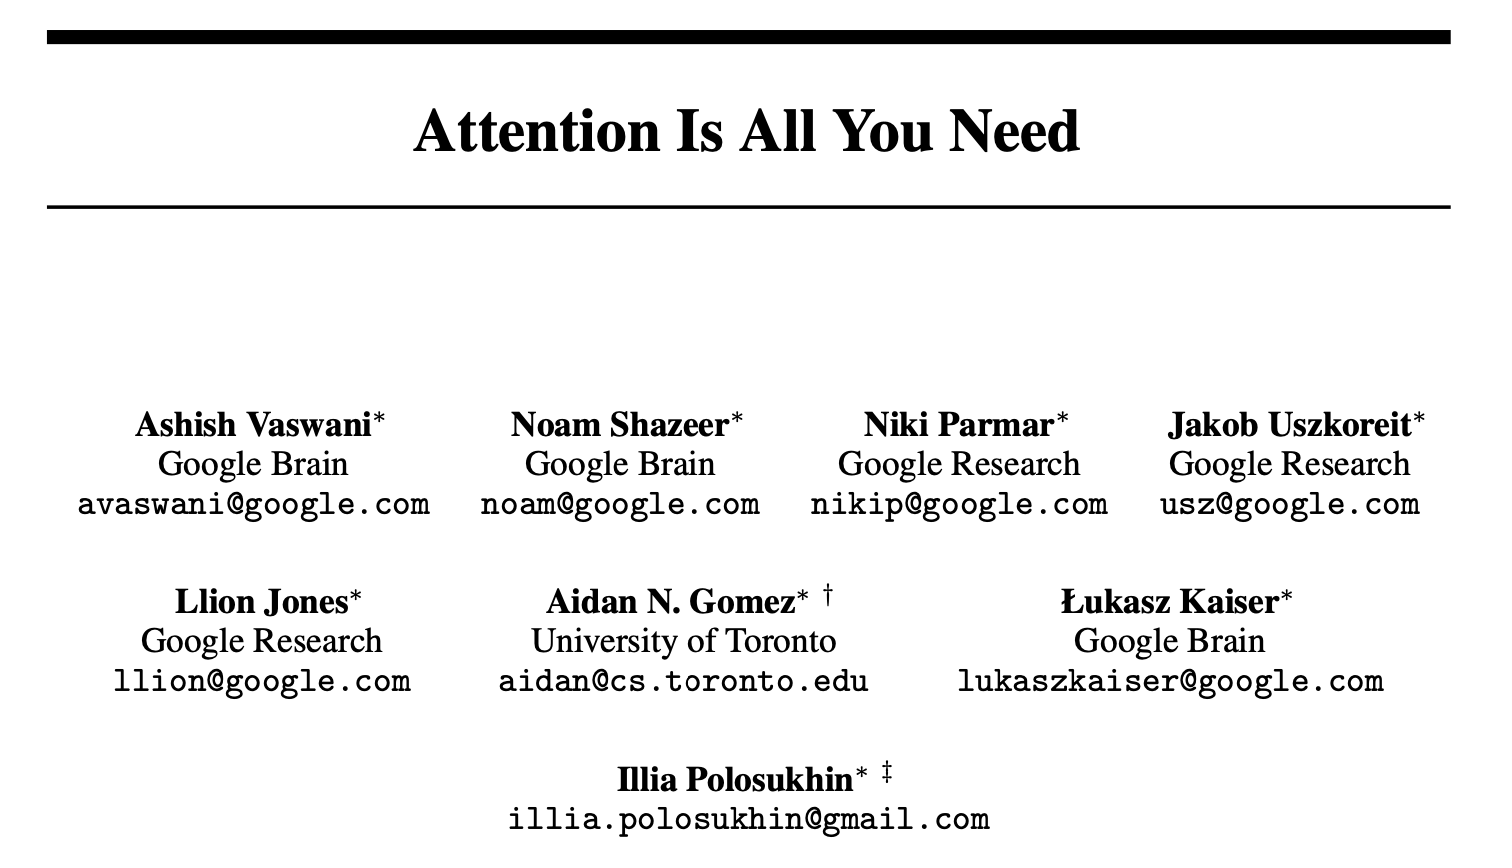 Attention Is All You Need
Ashish Vaswani* Noam Shazeer* Niki Parmar* Jakob Uszkoreit*
Google Brain Google Brain Google Research Google Research
avaswani@google.com noam@google.com nikip@google.com usz@google.com
Llion Jones* Aidan N. Gomez* † Łukasz Kaiser*
Google Research University of Toronto Google Brain
llion@google.com aidan@cs.toronto.edu lukaszkaiser@google.com
Illia Polosukhin* ‡
illia.polosukhin@gmail.com